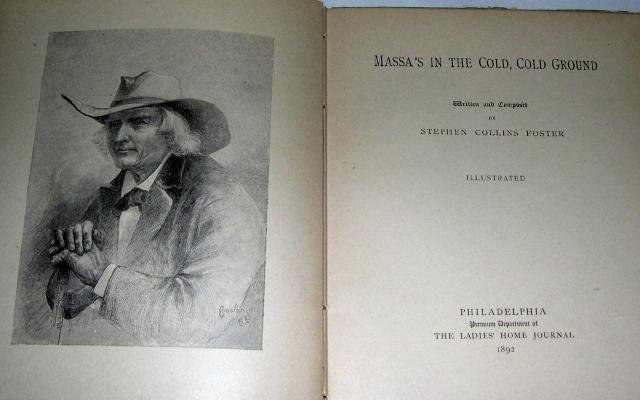 MASSA'S IN THE COLD, COLD GROUND
Written and Composed
BY
STEPHEN COLLINS FOSTER
ILLUSTRATED
PHILADELPHIA
Premium Department of
THE LADIES' HOME JOURNAL
1892